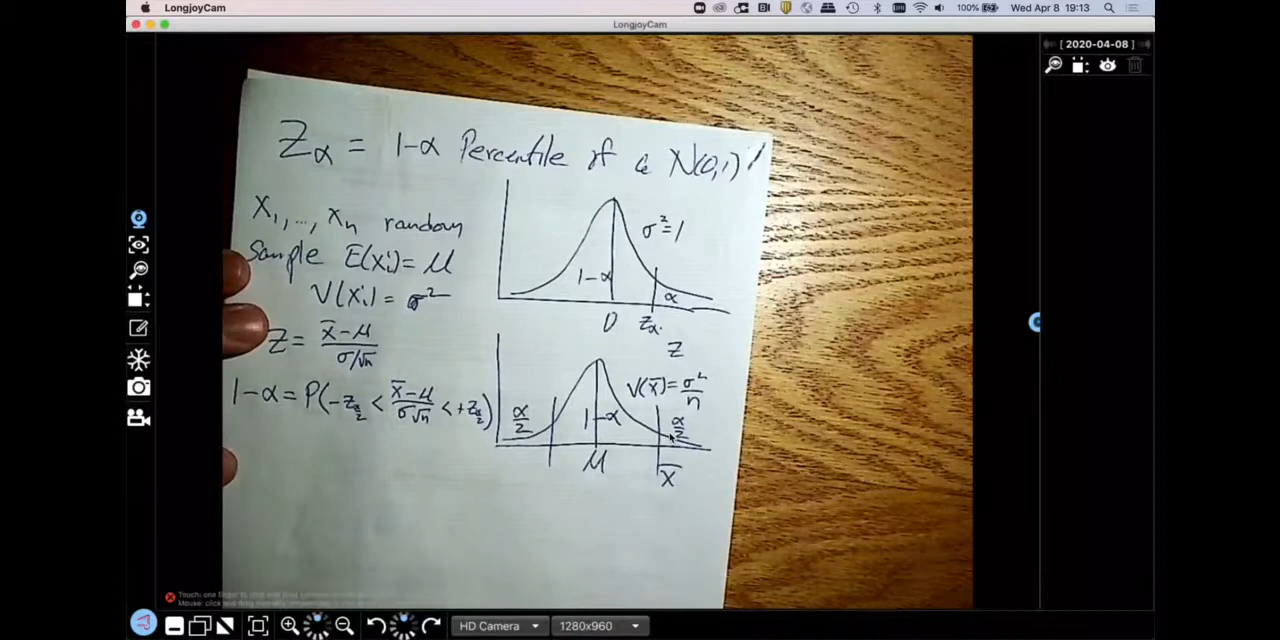 LongjoyCam
100%
Wed Apr 8 19:13
LongjoyCam
[ 2020-04-08 ]
Zα = 1-α Percentile of a N(0,1)
X1, ..., Xn random
Sample E(Xi) = μ
V(Xi) = σ²
Z = x̄-μ / σ/√n
1-α = P(-zα/2 < x̄-μ / σ√n < +zα/2)
σ²=1
1-α
α
0
zα
Z
V(x̄) = σ²/n
α/2
1-α
α/2
μ
x̄
HD Camera
1280x960